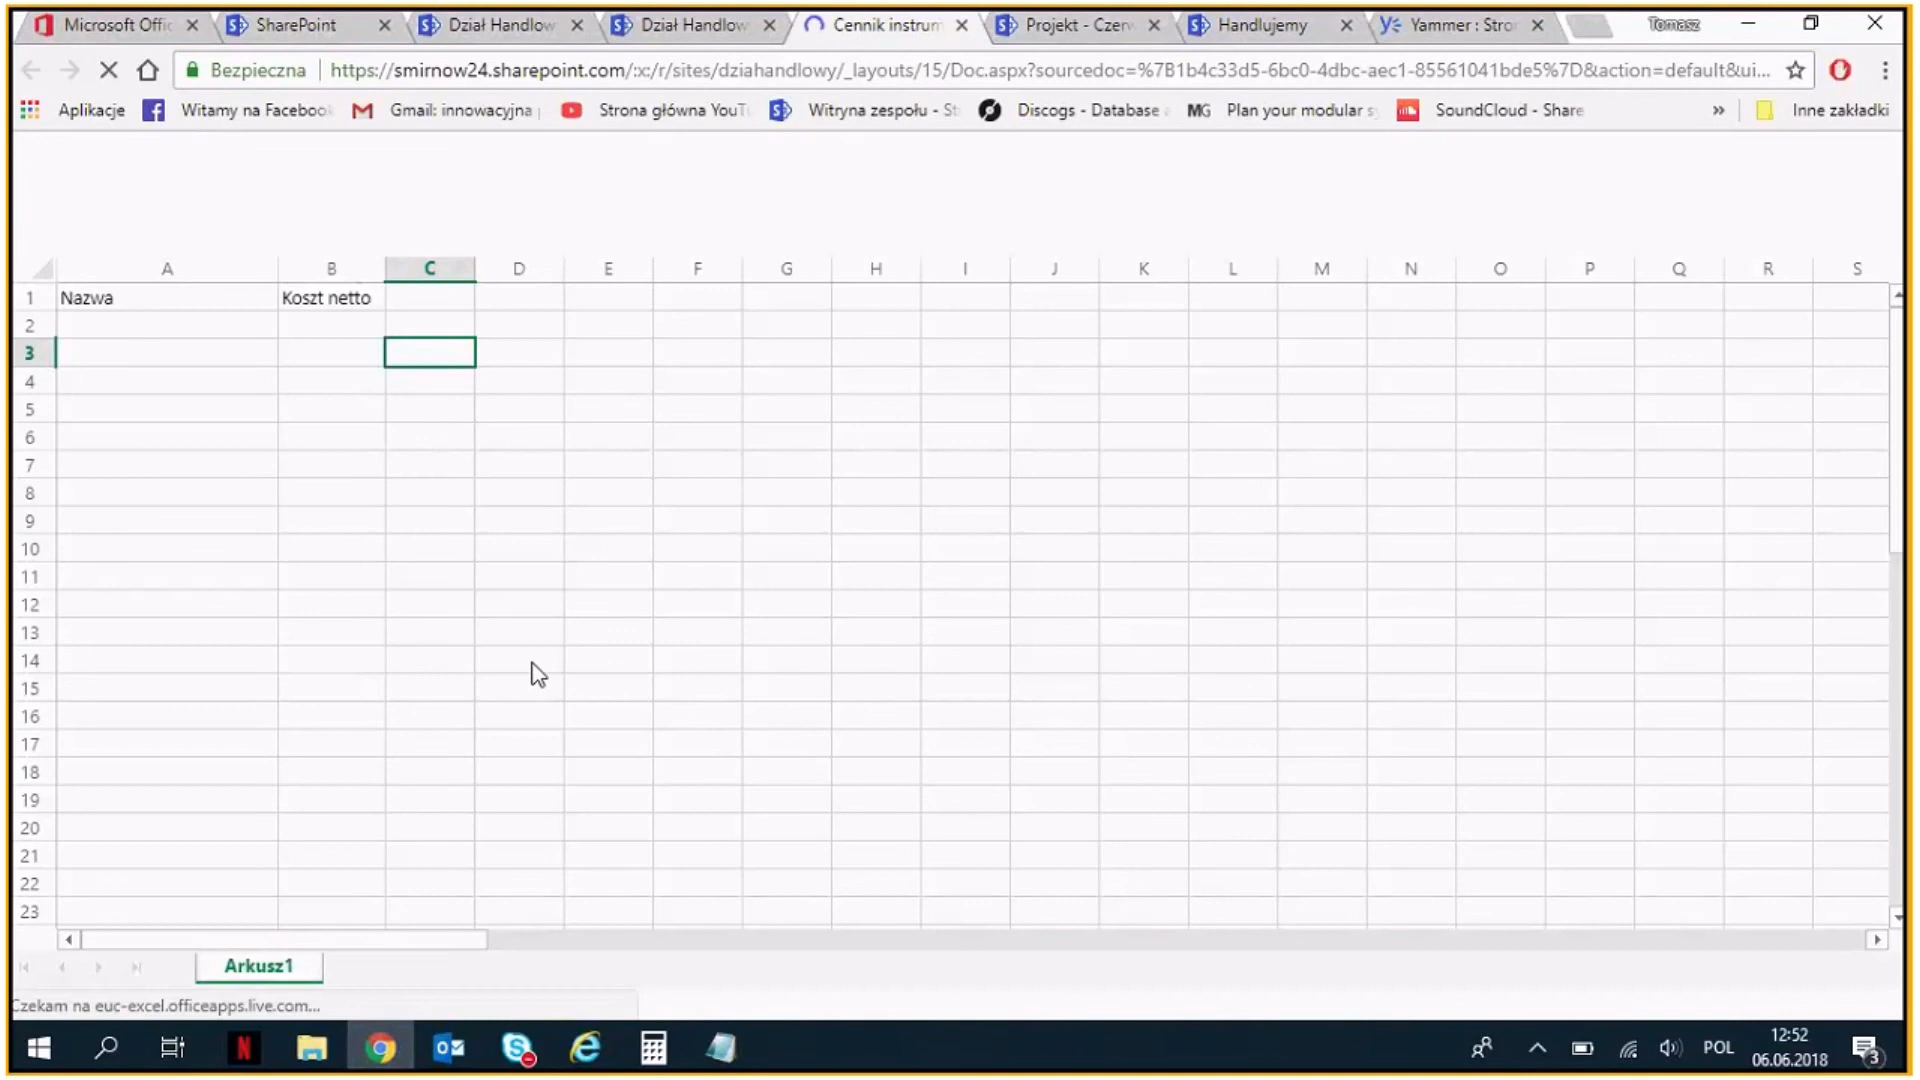 Microsoft Offic SharePoint Dział Handlow Dział Handlow Cennik instrum Projekt - Czerw Handlujemy Yammer : Stro Tomasz
Bezpieczna https://smirnow24.sharepoint.com/:x:/r/sites/dziahandlowy/_layouts/15/Doc.aspx?sourcedoc=%7B1b4c33d5-6bc0-4dbc-aec1-85561041bde5%7D&action=default&ui...
Aplikacje Witamy na Facebook Gmail: innowacyjna Strona główna YouTu Witryna zespołu - St Discogs - Database a MG Plan your modular sy SoundCloud - Share » Inne zakładki
A B C D E F G H I J K L M N O P Q R S
1 Nazwa Koszt netto
2
3
4
5
6
7
8
9
10
11
12
13
14
15
16
17
18
19
20
21
22
23
Arkusz1
Czekam na euc-excel.officeapps.live.com...
POL 12:52
06.06.2018 3